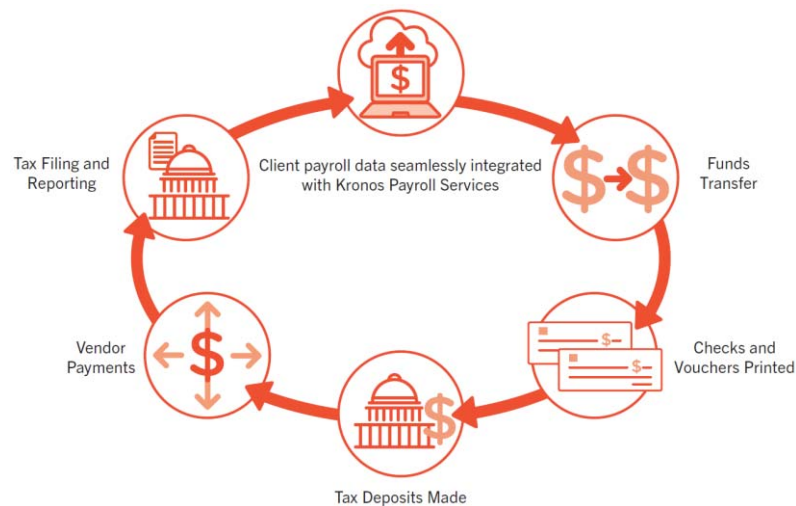 Client payroll data seamlessly integrated
with Kronos Payroll Services
$
Funds
Transfer
$ $
Checks and
Vouchers Printed
$
$
Tax Deposits Made
$
Vendor
Payments
$
Tax Filing and
Reporting